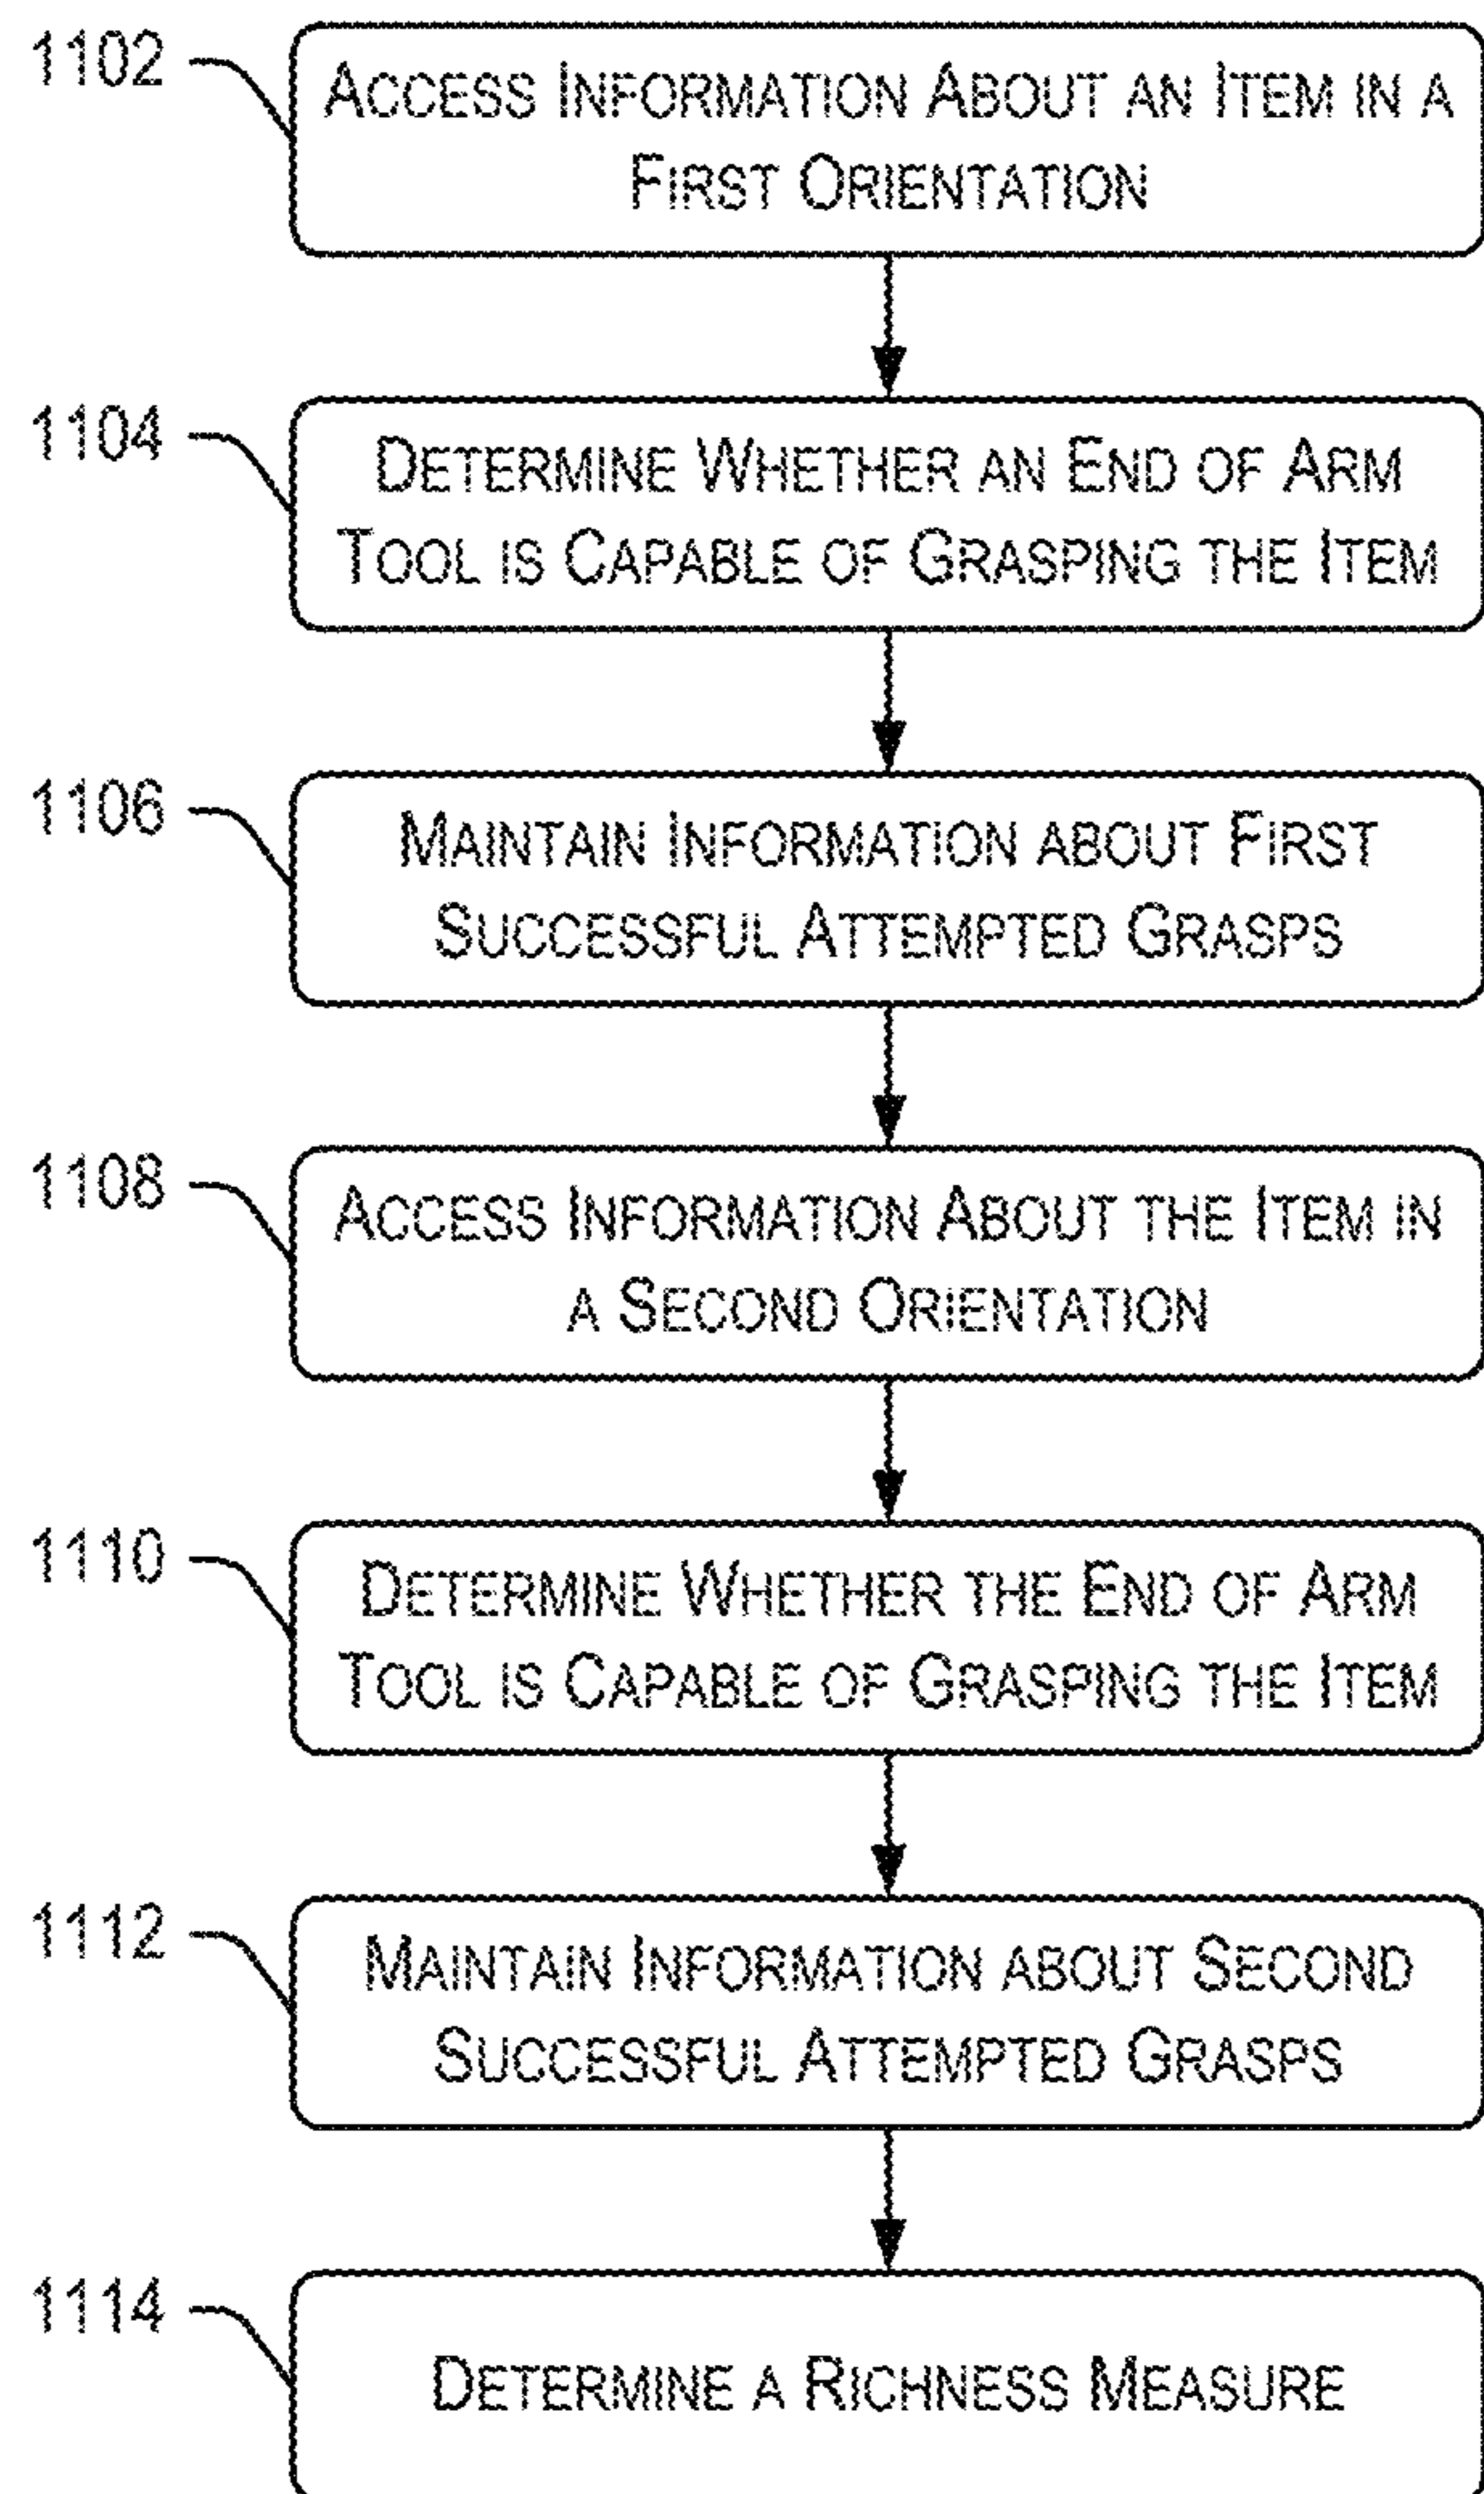 1102
ACCESS INFORMATION ABOUT AN ITEM IN A
FIRST ORIENTATION
1104
DETERMINE WHETHER AN END OF ARM
TOOL IS CAPABLE OF GRASPING THE ITEM
1106
MAINTAIN INFORMATION ABOUT FIRST
SUCCESSFUL ATTEMPTED GRASPS
1108
ACCESS INFORMATION ABOUT THE ITEM IN
A SECOND ORIENTATION
1110
DETERMINE WHETHER THE END OF ARM
TOOL IS CAPABLE OF GRASPING THE ITEM
1112
MAINTAIN INFORMATION ABOUT SECOND
SUCCESSFUL ATTEMPTED GRASPS
1114
DETERMINE A RICHNESS MEASURE